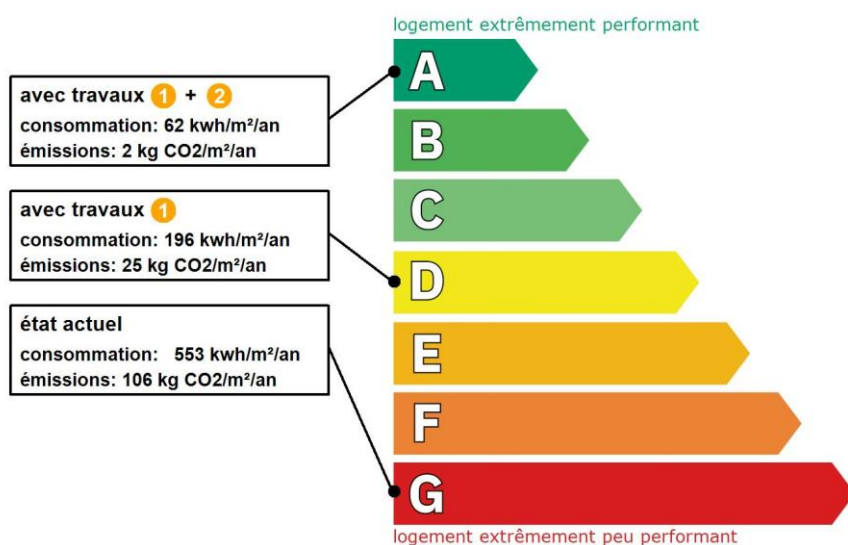 logement extrêmement performant
A
avec travaux 1 + 2
consommation: 62 kwh/m²/an
émissions: 2 kg CO2/m²/an
B
avec travaux 1
consommation: 196 kwh/m²/an
émissions: 25 kg CO2/m²/an
C
D
état actuel
consommation: 553 kwh/m²/an
émissions: 106 kg CO2/m²/an
E
F
G
logement extrêmement peu performant